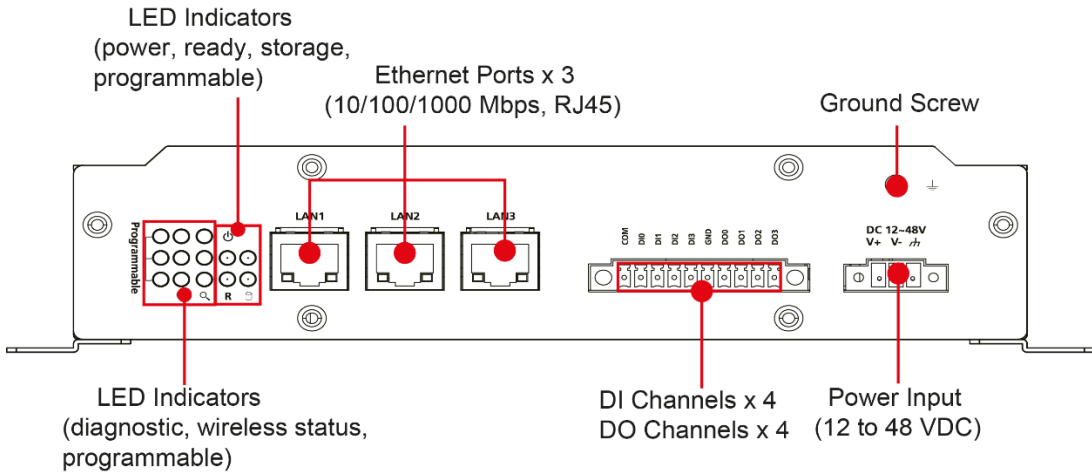 LED Indicators
(power, ready, storage,
programmable)
Ethernet Ports x 3
(10/100/1000 Mbps, RJ45)
Ground Screw
Programmable
LAN1
LAN2
LAN3
COM
DI0
DI1
DI2
DI3
GND
DO0
DO1
DO2
DO3
DC 12~48V
V+ V-
R
LED Indicators
(diagnostic, wireless status,
programmable)
DI Channels x 4
DO Channels x 4
Power Input
(12 to 48 VDC)